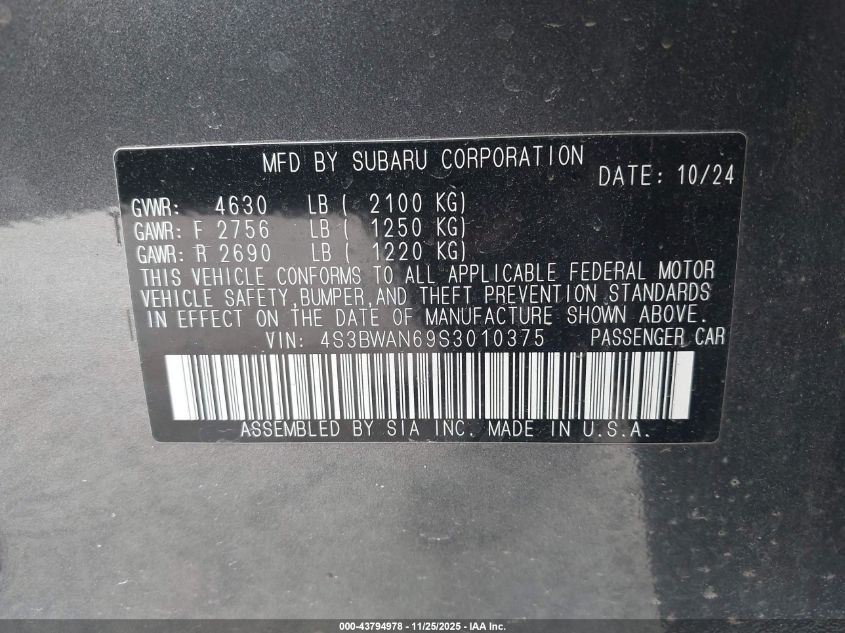 MFD BY SUBARU CORPORATION
DATE: 10/24
GVWR: 4630 LB ( 2100 KG)
GAWR: F 2756 LB ( 1250 KG)
GAWR: R 2690 LB ( 1220 KG)
THIS VEHICLE CONFORMS TO ALL APPLICABLE FEDERAL MOTOR
VEHICLE SAFETY,BUMPER,AND THEFT PREVENTION STANDARDS
IN EFFECT ON THE DATE OF MANUFACTURE SHOWN ABOVE.
VIN: 4S3BWAN69S3010375 PASSENGER CAR
ASSEMBLED BY SIA INC. MADE IN U.S.A.
000-43794978 - 11/25/2025 - IAA Inc.